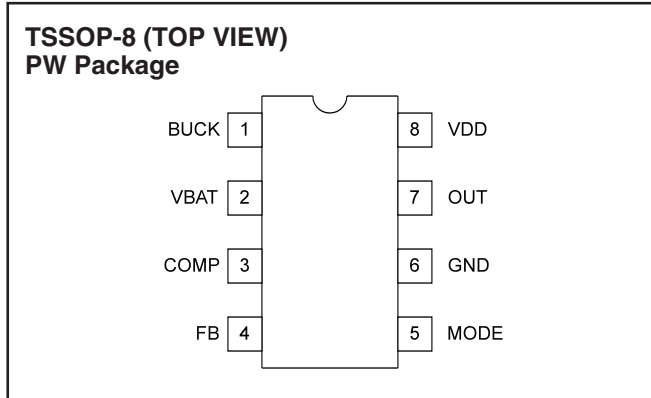 TSSOP-8 (TOP VIEW)
PW Package
BUCK 1 8 VDD
VBAT 2 7 OUT
COMP 3 6 GND
FB 4 5 MODE